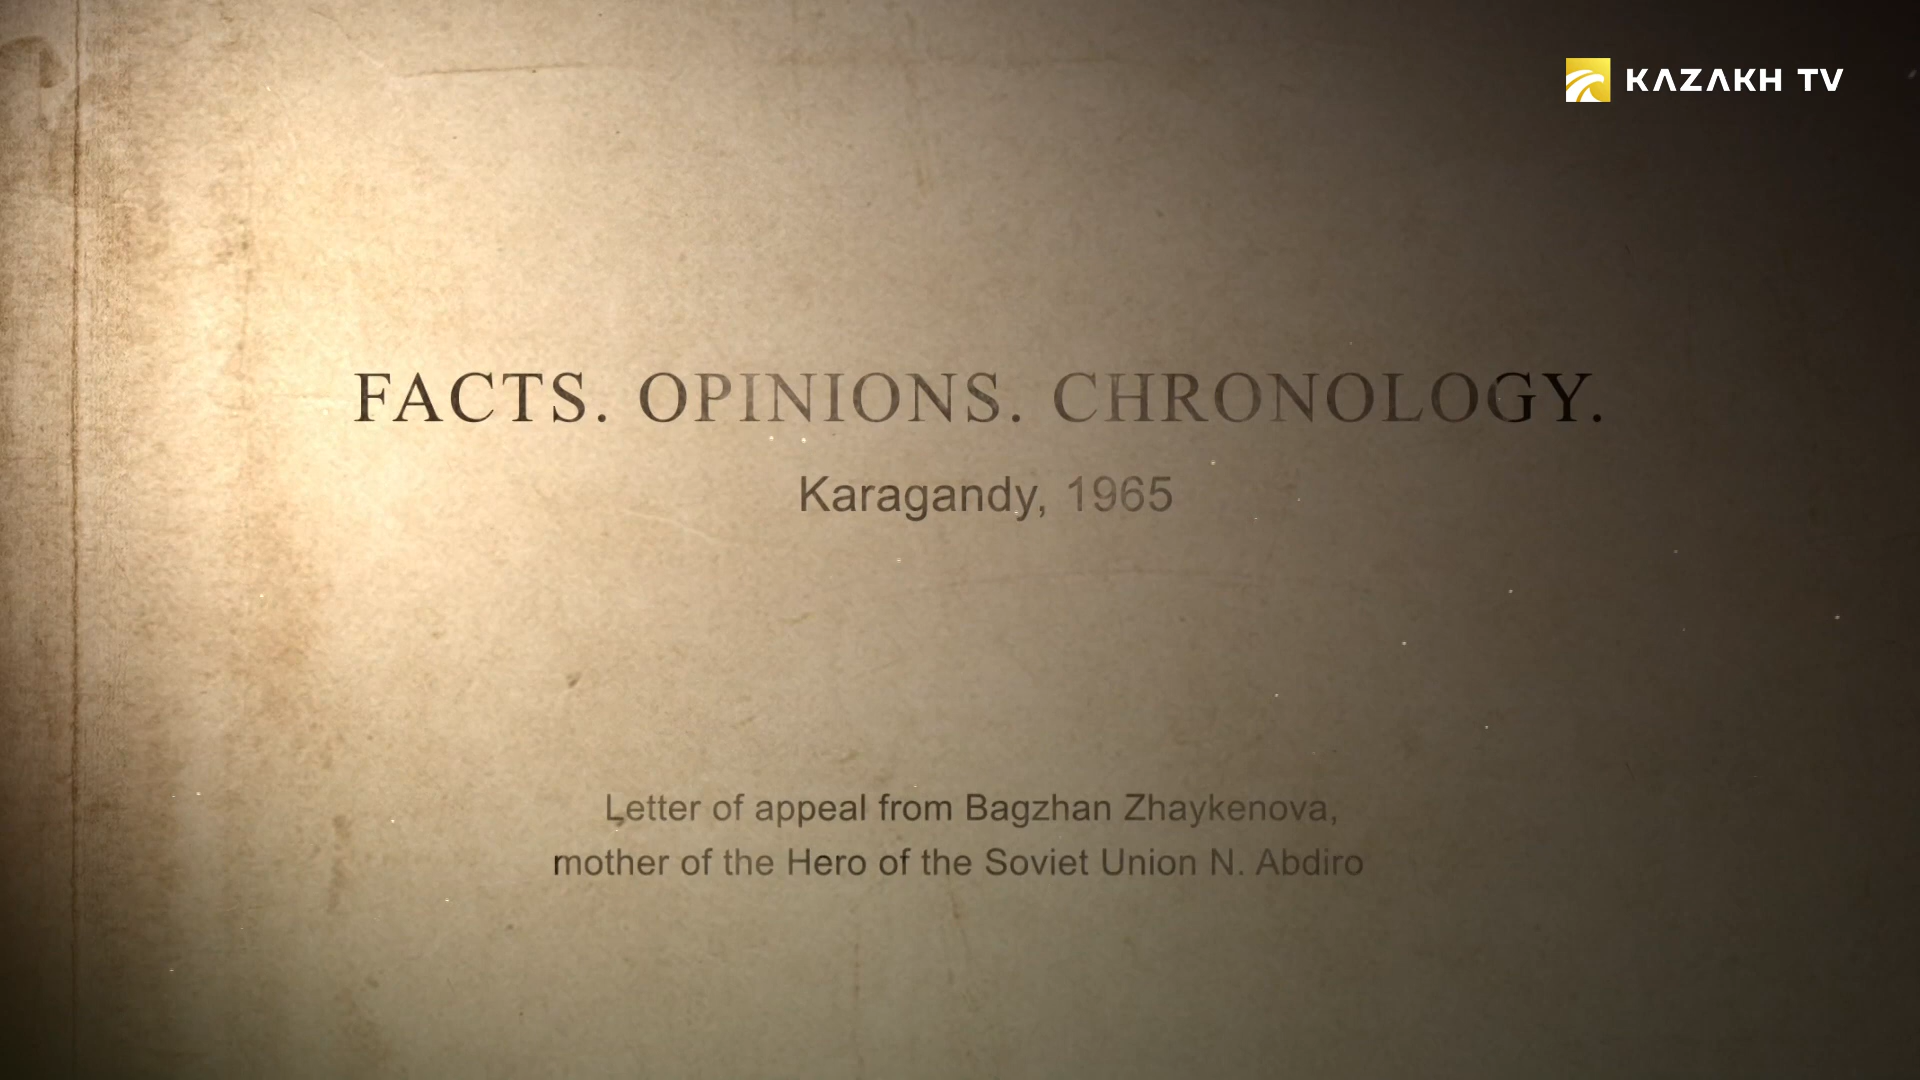 KAZAKH TV
FACTS. OPINIONS. CHRONOLOGY.
Karagandy, 1965
Letter of appeal from Bagzhan Zhaykenova,
mother of the Hero of the Soviet Union N. Abdiro